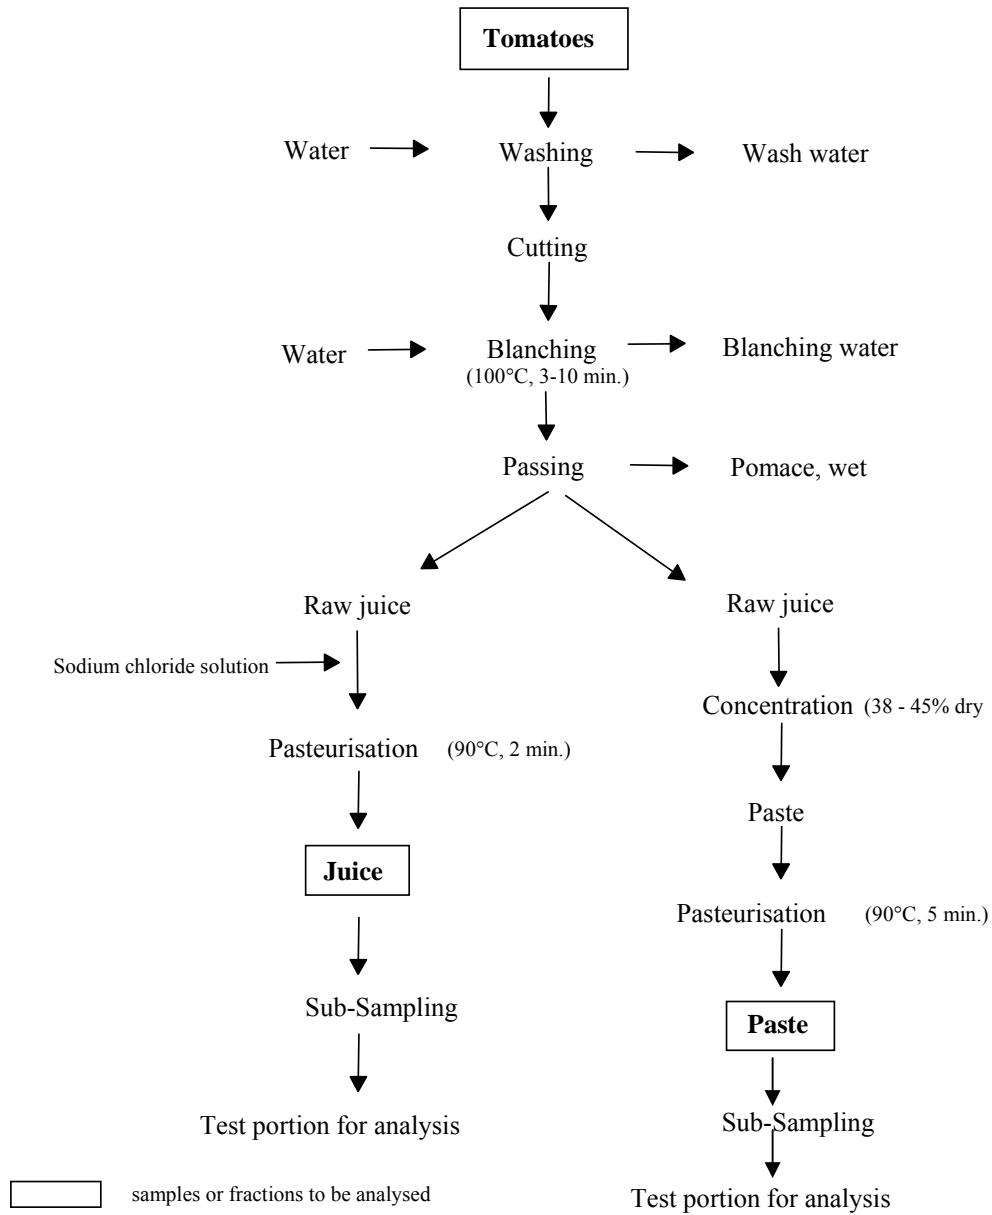 Tomatoes
Water
Washing
Wash water
Cutting
Water
Blanching
(100°C, 3-10 min.)
Blanching water
Passing
Pomace, wet
Raw juice
Sodium chloride solution
Pasteurisation (90°C, 2 min.)
Juice
Sub-Sampling
Test portion for analysis
Raw juice
Concentration (38 - 45% dry
Paste
Pasteurisation (90°C, 5 min.)
Paste
Sub-Sampling
Test portion for analysis
samples or fractions to be analysed